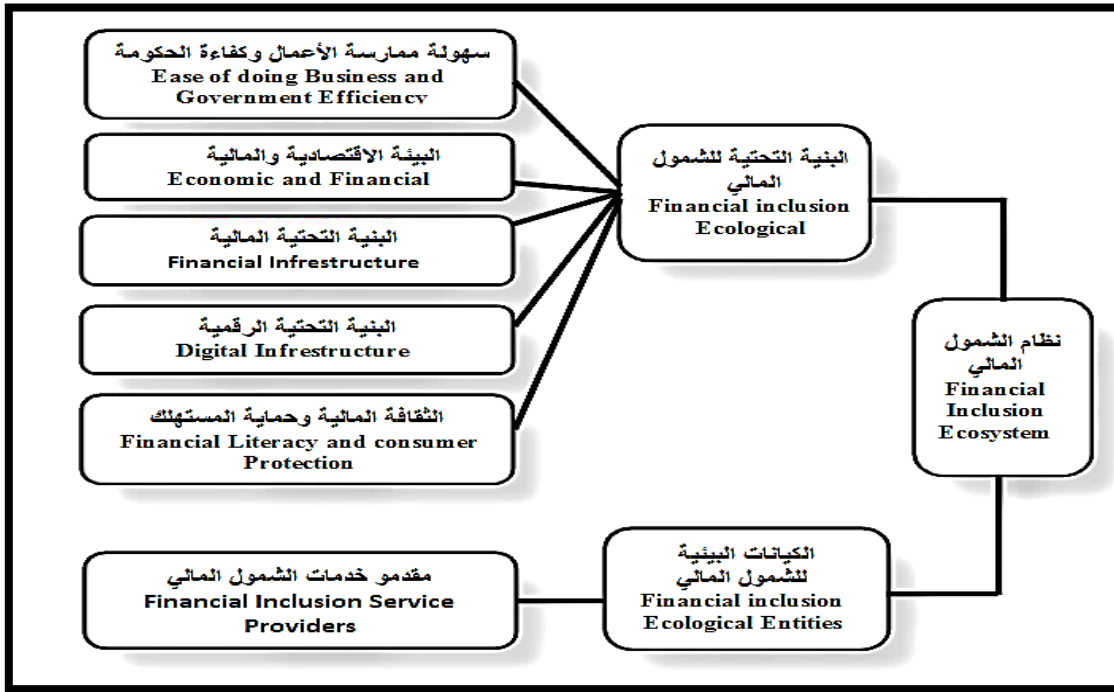 سهولة ممارسة الأعمال وكفاءة الحكومة
Ease of doing Business and
Government Efficiency
البيئة الاقتصادية والمالية
Economic and Financial
البنية التحتية المالية
Financial Infrestructure
البنية التحتية الرقمية
Digital Infrestructure
الثقافة المالية وحماية المستهلك
Financial Literacy and consumer
Protection
البنية التحتية للشمول
المالي
Financial inclusion
Ecological
نظام الشمول
المالي
Financial
Inclusion
Ecosystem
الكيانات البيئية
للشمول المالي
Financial inclusion
Ecological Entities
مقدمو خدمات الشمول المالي
Financial Inclusion Service
Providers